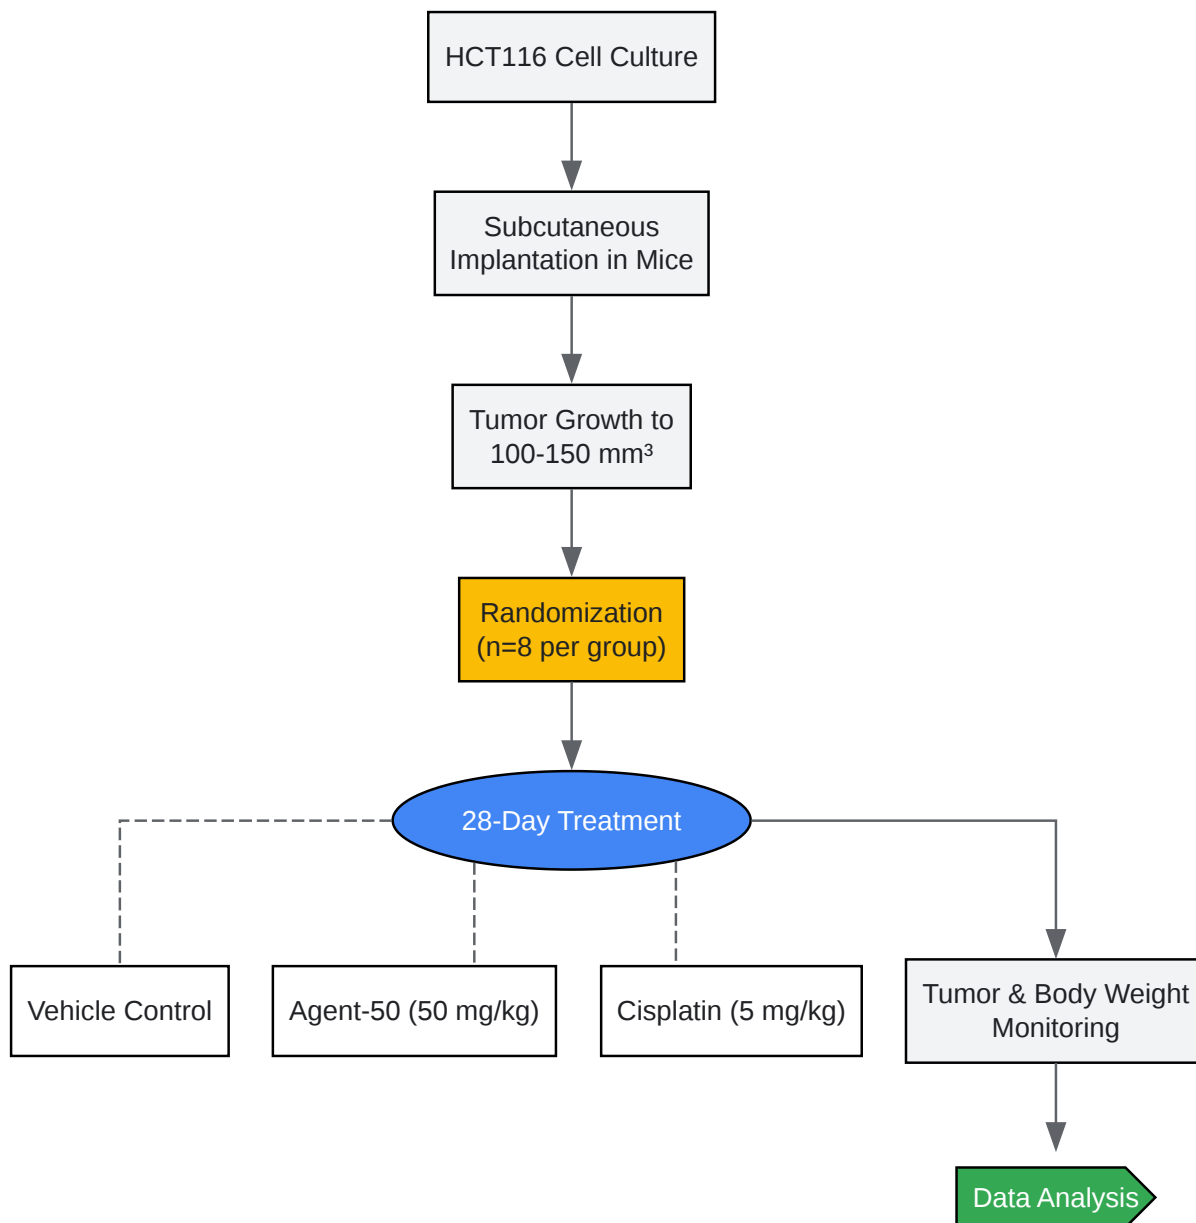 HCT116 Cell Culture
Subcutaneous
Implantation in Mice
Tumor Growth to
100-150 mm³
Randomization
(n=8 per group)
28-Day Treatment
Vehicle Control
Agent-50 (50 mg/kg)
Cisplatin (5 mg/kg)
Tumor & Body Weight
Monitoring
Data Analysis